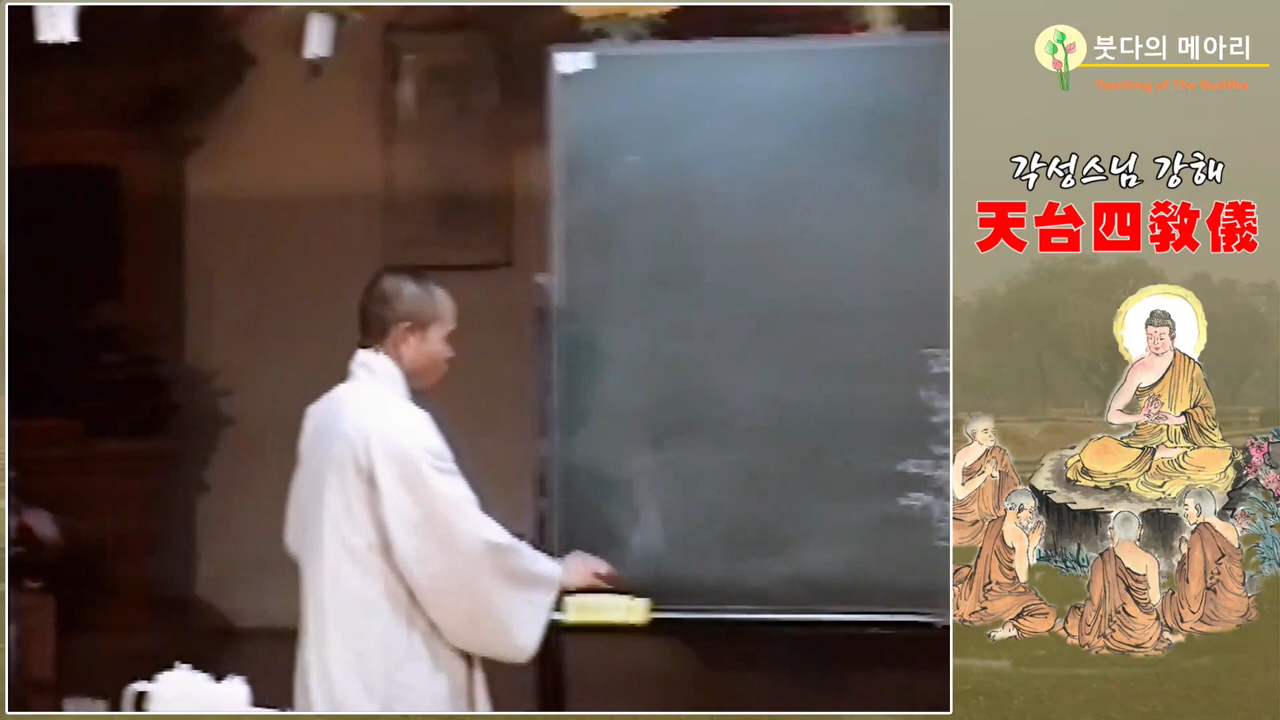 붓다의 메아리
Teaching of The Buddha
각성스님 강해
天台四敎儀